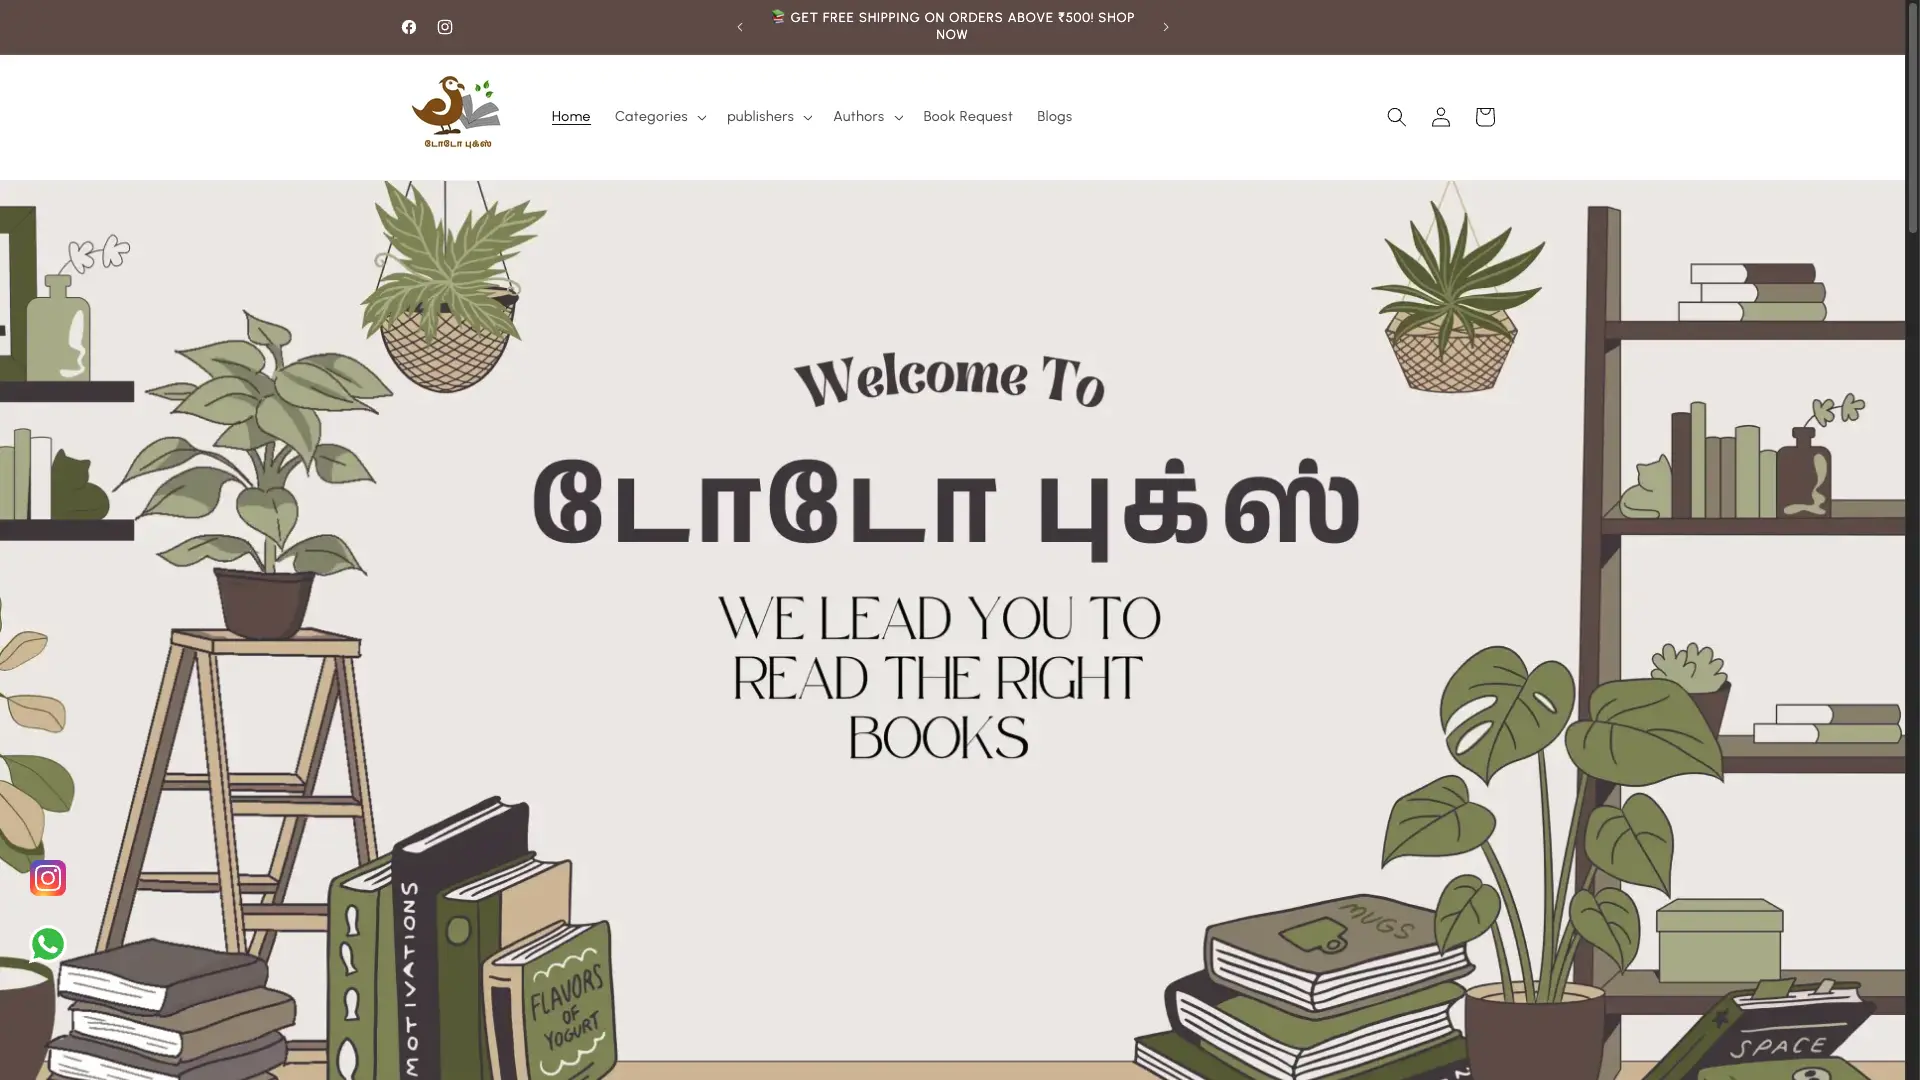 📚 GET FREE SHIPPING ON ORDERS ABOVE ₹500! SHOP
NOW
டோடோ புக்ஸ்
Home
Categories
publishers
Authors
Book Request
Blogs
Welcome To
டோடோ புக்ஸ்
WE LEAD YOU TO
READ THE RIGHT
BOOKS
MOTIVATIONS
FLAVORS
OF
YOGURT
MUGS
SPACE